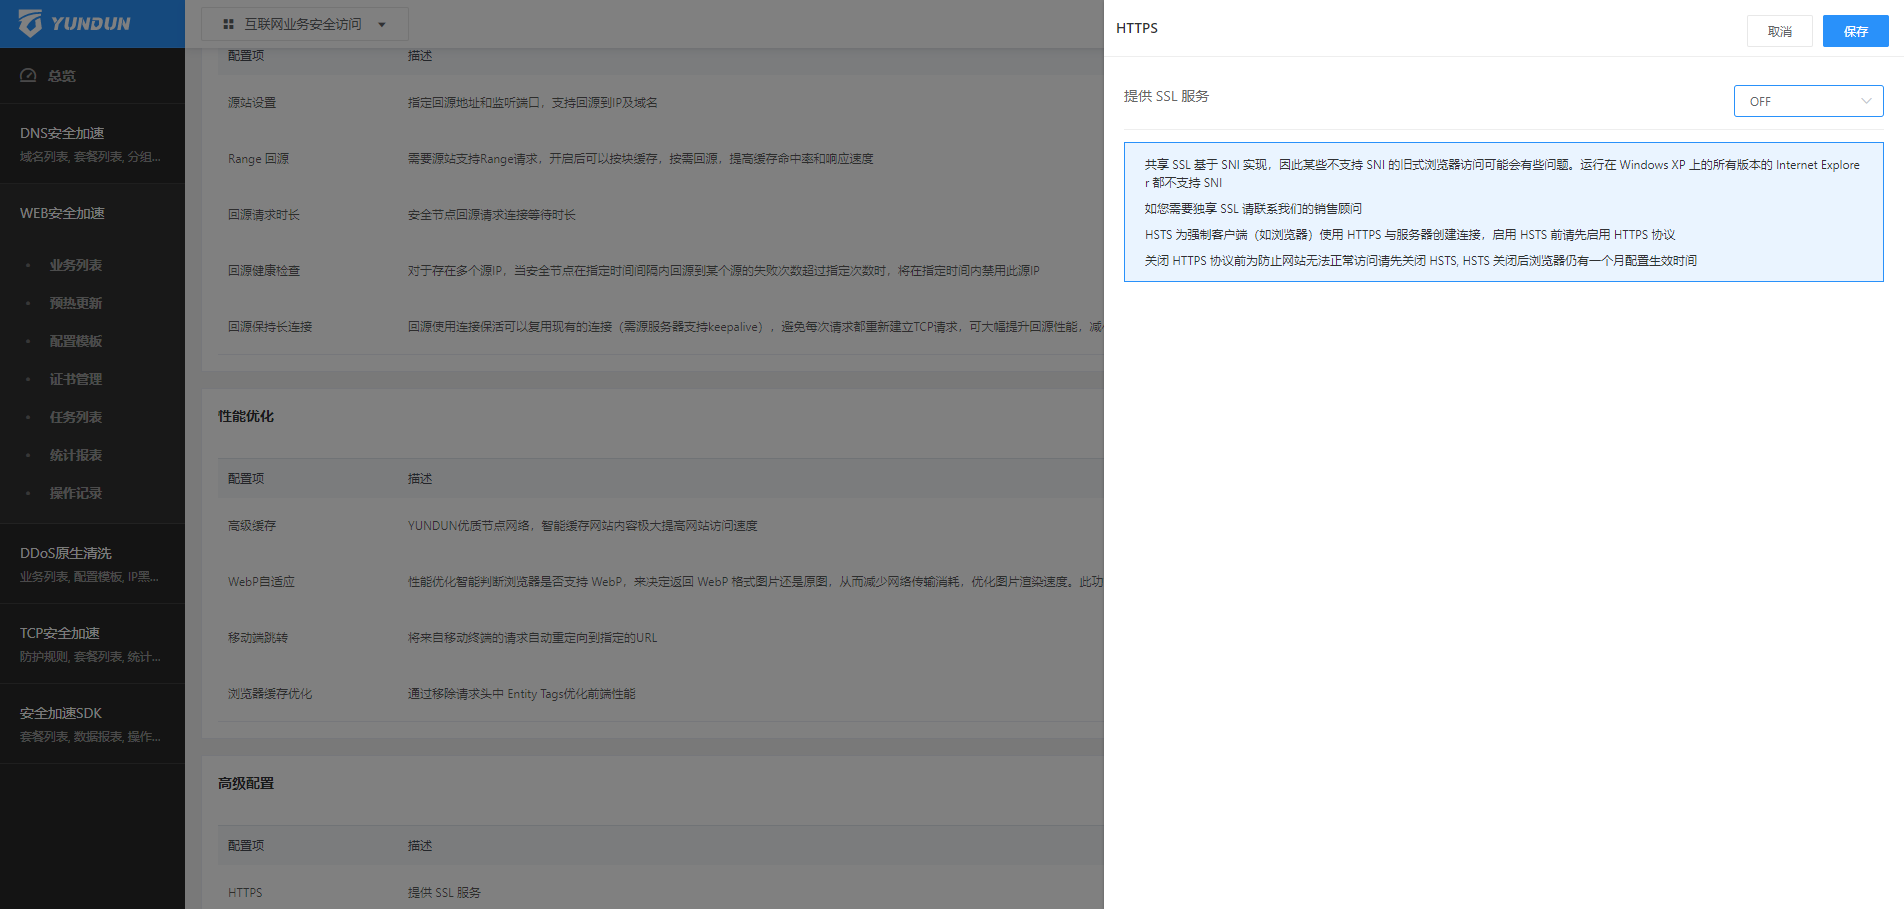 YUNDUN
互联网业务安全访问
总览
DNS安全加速
域名列表, 套餐列表, 分组...
WEB安全加速
业务列表
预热更新
配置模板
证书管理
任务列表
统计报表
操作记录
DDoS原生清洗
业务列表, 配置模板, IP黑...
TCP安全加速
防护规则, 套餐列表, 统计...
安全加速SDK
套餐列表, 数据报表, 操作...
配置项 描述
源站设置 指定回源地址和监听端口，支持回源到IP及域名
Range 回源 需要源站支持Range请求，开启后可以按块缓存，按需回源，提高缓存命中率和响应速度
回源请求时长 安全节点回源请求连接等待时长
回源健康检查 对于存在多个源IP，当安全节点在指定时间间隔内回源到某个源的失败次数超过指定次数时，将在指定时间内禁用此源IP
回源保持长连接 回源使用连接保活可以复用现有的连接（需源服务器支持keepalive），避免每次请求都重新建立TCP请求，可大幅提升回源性能，减
性能优化
配置项 描述
高级缓存 YUNDUN优质节点网络，智能缓存网站内容极大提高网站访问速度
WebP自适应 性能优化智能判断浏览器是否支持 WebP，来决定返回 WebP 格式图片还是原图，从而减少网络传输消耗，优化图片渲染速度。此功
移动端跳转 将来自移动终端的请求自动重定向到指定的URL
浏览器缓存优化 通过移除请求头中 Entity Tags优化前端性能
高级配置
配置项 描述
HTTPS 提供 SSL 服务
HTTPS
取消 保存
提供 SSL 服务
OFF
共享 SSL 基于 SNI 实现，因此某些不支持 SNI 的旧式浏览器访问可能会有些问题。运行在 Windows XP 上的所有版本的 Internet Explore
r 都不支持 SNI
如您需要独享 SSL 请联系我们的销售顾问
HSTS 为强制客户端（如浏览器）使用 HTTPS 与服务器创建连接，启用 HSTS 前请先启用 HTTPS 协议
关闭 HTTPS 协议前为防止网站无法正常访问请先关闭 HSTS, HSTS 关闭后浏览器仍有一个月配置生效时间